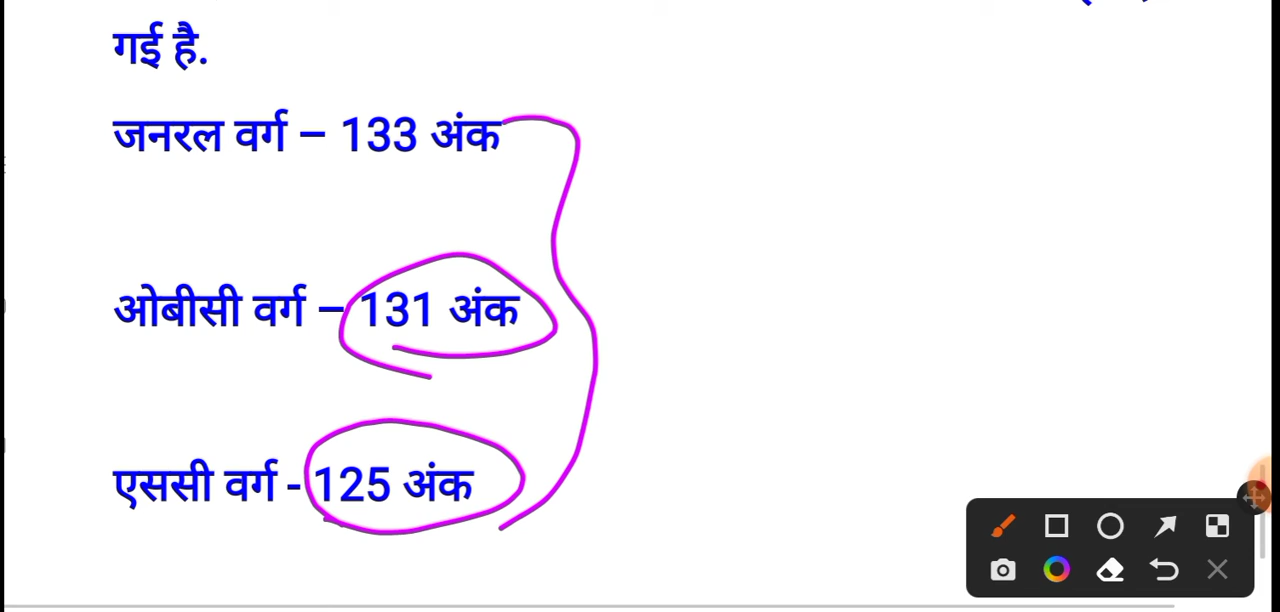 गई है.
जनरल वर्ग – 133 अंक
ओबीसी वर्ग – 131 अंक
एससी वर्ग - 125 अंक